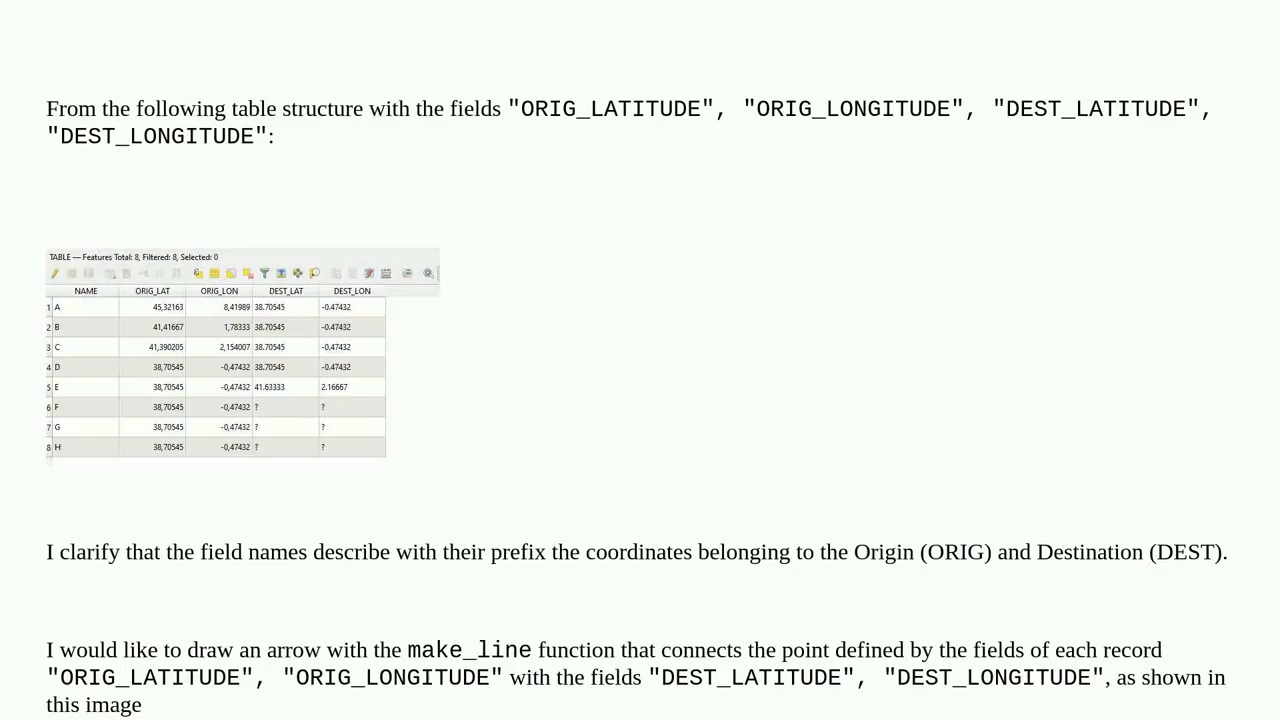 From the following table structure with the fields "ORIG_LATITUDE", "ORIG_LONGITUDE", "DEST_LATITUDE",
"DEST_LONGITUDE":
TABLE — Features Total: 8, Filtered: 8, Selected: 0
NAME ORIG_LAT ORIG_LON DEST_LAT DEST_LON
1 A 45,32163 8,41989 38.70545 -0.47432
2 B 41,41667 1,78333 38.70545 -0.47432
3 C 41,390205 2,154007 38.70545 -0.47432
4 D 38,70545 -0,47432 38.70545 -0.47432
5 E 38,70545 -0,47432 41.63333 2.16667
6 F 38,70545 -0,47432 ? ?
7 G 38,70545 -0,47432 ? ?
8 H 38,70545 -0,47432 ? ?
I clarify that the field names describe with their prefix the coordinates belonging to the Origin (ORIG) and Destination (DEST).
I would like to draw an arrow with the make_line function that connects the point defined by the fields of each record
"ORIG_LATITUDE", "ORIG_LONGITUDE" with the fields "DEST_LATITUDE", "DEST_LONGITUDE", as shown in
this image